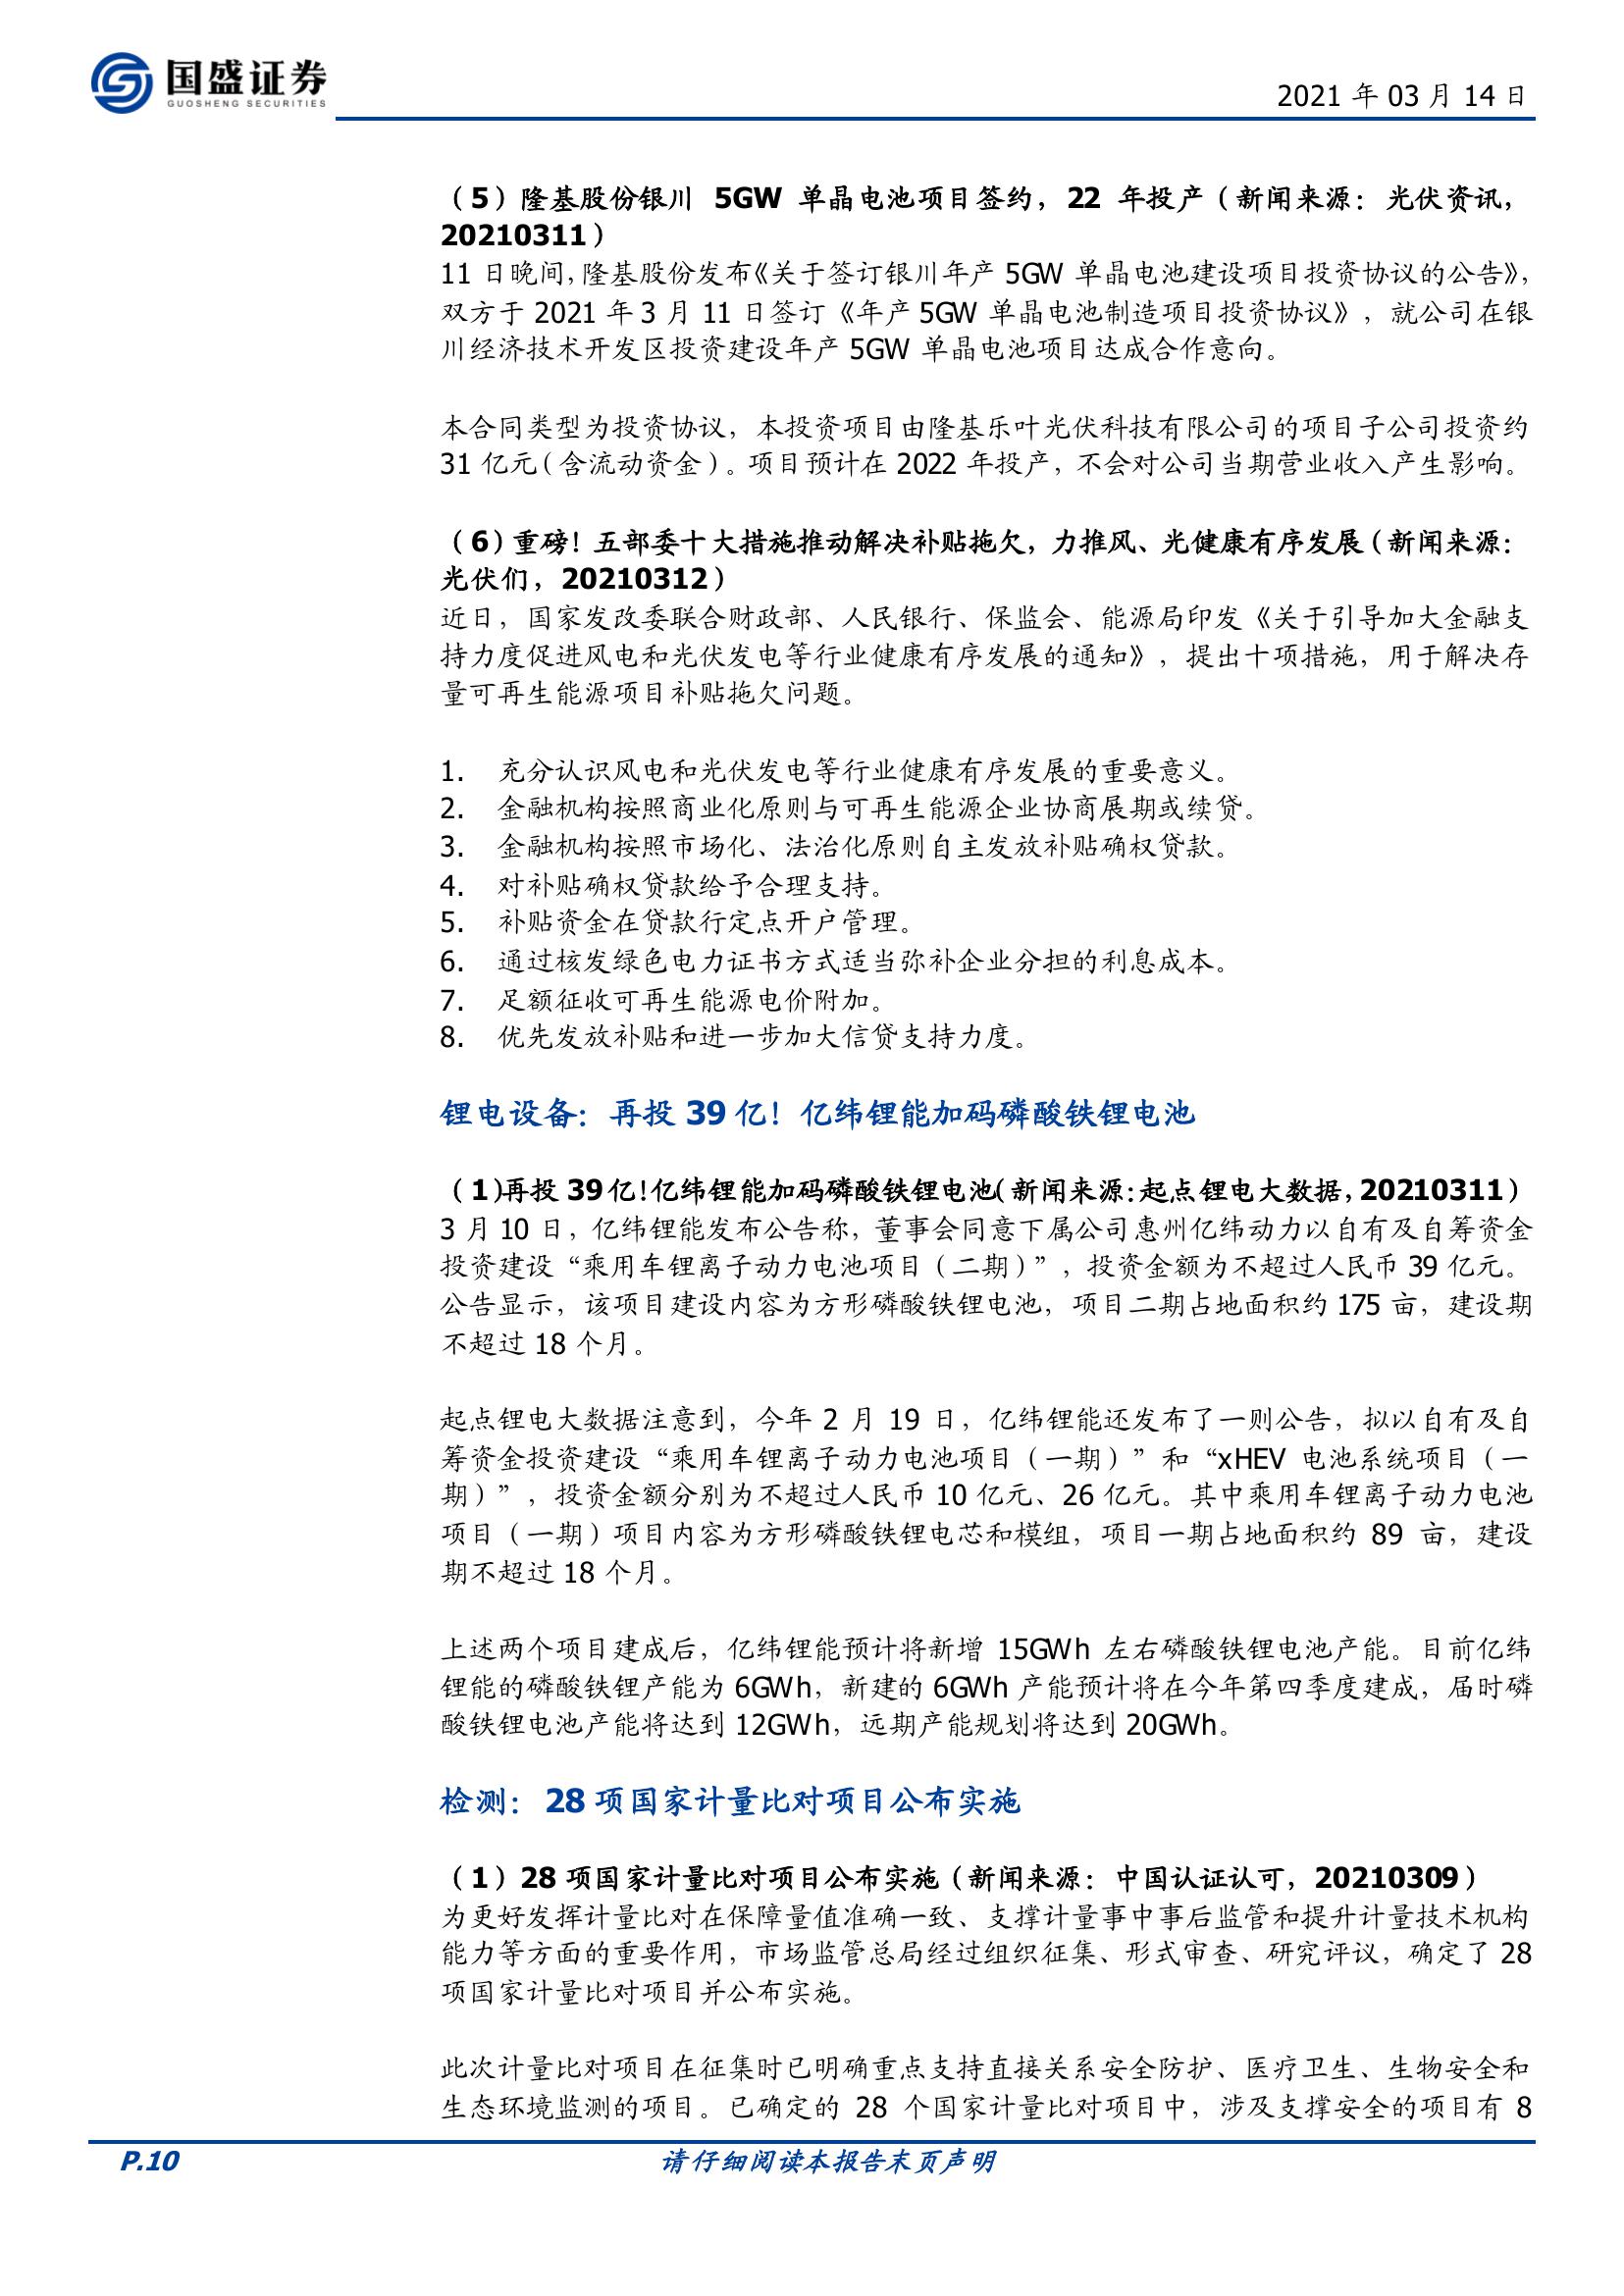 国盛证券
GUOSHENG SECURITIES
2021 年 03 月 14 日
（5）隆基股份银川 5GW 单晶电池项目签约，22 年投产（新闻来源：光伏资讯，
20210311）
11 日晚间，隆基股份发布《关于签订银川年产 5GW 单晶电池建设项目投资协议的公告》，
双方于 2021 年 3 月 11 日签订《年产 5GW 单晶电池制造项目投资协议》，就公司在银
川经济技术开发区投资建设年产 5GW 单晶电池项目达成合作意向。
本合同类型为投资协议，本投资项目由隆基乐叶光伏科技有限公司的项目子公司投资约
31 亿元（含流动资金）。项目预计在 2022 年投产，不会对公司当期营业收入产生影响。
（6）重磅！五部委十大措施推动解决补贴拖欠，力推风、光健康有序发展（新闻来源：
光伏们，20210312）
近日，国家发改委联合财政部、人民银行、保监会、能源局印发《关于引导加大金融支
持力度促进风电和光伏发电等行业健康有序发展的通知》，提出十项措施，用于解决存
量可再生能源项目补贴拖欠问题。
1. 充分认识风电和光伏发电等行业健康有序发展的重要意义。
2. 金融机构按照商业化原则与可再生能源企业协商展期或续贷。
3. 金融机构按照市场化、法治化原则自主发放补贴确权贷款。
4. 对补贴确权贷款给予合理支持。
5. 补贴资金在贷款行定点开户管理。
6. 通过核发绿色电力证书方式适当弥补企业分担的利息成本。
7. 足额征收可再生能源电价附加。
8. 优先发放补贴和进一步加大信贷支持力度。
锂电设备：再投 39 亿！亿纬锂能加码磷酸铁锂电池
（1）再投 39 亿！亿纬锂能加码磷酸铁锂电池（新闻来源：起点锂电大数据，20210311）
3 月 10 日，亿纬锂能发布公告称，董事会同意下属公司惠州亿纬动力以自有及自筹资金
投资建设“乘用车锂离子动力电池项目（二期）”，投资金额为不超过人民币 39 亿元。
公告显示，该项目建设内容为方形磷酸铁锂电池，项目二期占地面积约 175 亩，建设期
不超过 18 个月。
起点锂电大数据注意到，今年 2 月 19 日，亿纬锂能还发布了一则公告，拟以自有及自
筹资金投资建设“乘用车锂离子动力电池项目（一期）”和“xHEV 电池系统项目（一
期）”，投资金额分别为不超过人民币 10 亿元、26 亿元。其中乘用车锂离子动力电池
项目（一期）项目内容为方形磷酸铁锂电芯和模组，项目一期占地面积约 89 亩，建设
期不超过 18 个月。
上述两个项目建成后，亿纬锂能预计将新增 15GWh 左右磷酸铁锂电池产能。目前亿纬
锂能的磷酸铁锂产能为 6GWh，新建的 6GWh 产能预计将在今年第四季度建成，届时磷
酸铁锂电池产能将达到 12GWh，远期产能规划将达到 20GWh。
检测：28 项国家计量比对项目公布实施
（1）28 项国家计量比对项目公布实施（新闻来源：中国认证认可，20210309）
为更好发挥计量比对在保障量值准确一致、支撑计量事中事后监管和提升计量技术机构
能力等方面的重要作用，市场监管总局经过组织征集、形式审查、研究评议，确定了 28
项国家计量比对项目并公布实施。
此次计量比对项目在征集时已明确重点支持直接关系安全防护、医疗卫生、生物安全和
生态环境监测的项目。已确定的 28 个国家计量比对项目中，涉及支撑安全的项目有 8
P.10
请仔细阅读本报告末页声明